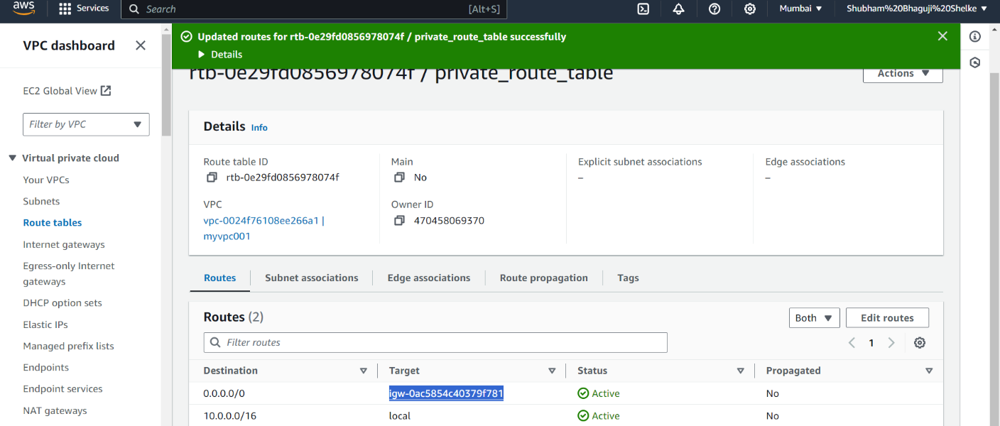 aws
Services
Search
[Alt+S]
Mumbai
Shubham%20Bhaguji%20Shelke
VPC dashboard
EC2 Global View
Filter by VPC
Virtual private cloud
Your VPCs
Subnets
Route tables
Internet gateways
Egress-only Internet
gateways
DHCP option sets
Elastic IPs
Managed prefix lists
Endpoints
Endpoint services
NAT gateways
Updated routes for rtb-0e29fd0856978074f / private_route_table successfully
Details
rtb-0e29fd0856978074f / private_route_table
Actions
Details Info
Route table ID
rtb-0e29fd0856978074f
Main
No
Explicit subnet associations
–
Edge associations
–
VPC
vpc-0024f76108ee266a1 |
myvpc001
Owner ID
470458069370
Routes
Subnet associations
Edge associations
Route propagation
Tags
Routes (2)
Both
Edit routes
Filter routes
1
Destination Target Status Propagated
0.0.0.0/0 igw-0ac5854c40379f781 Active No
10.0.0.0/16 local Active No